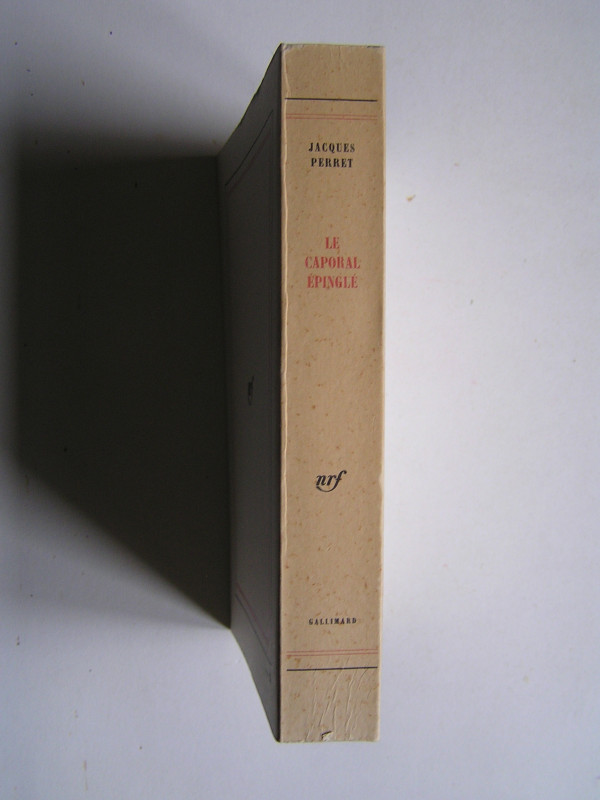 JACQUES
PERRET
LE
CAPORAL
ÉPINGLÉ
nrf
GALLIMARD